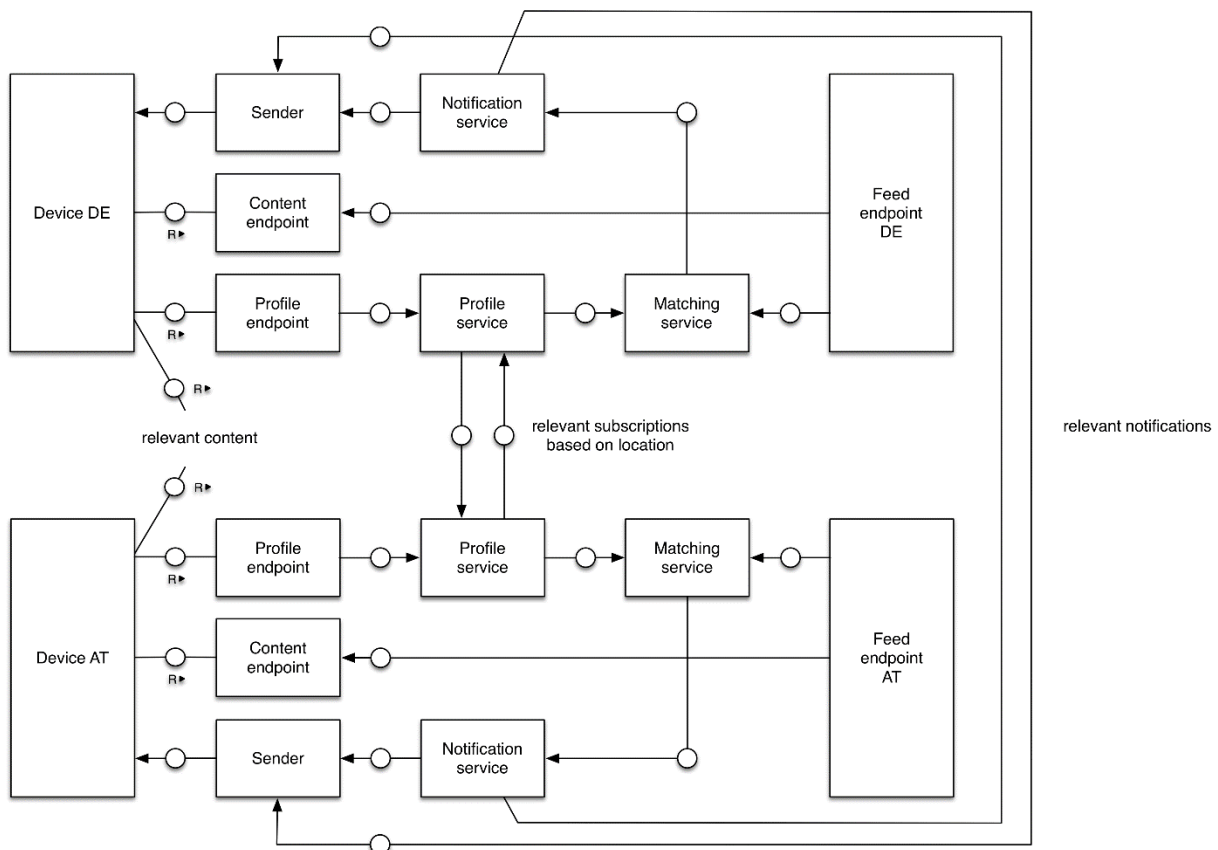 Sender
Notification
service
Device DE
Content
endpoint
Feed
endpoint
DE
R▶
Profile
endpoint
Profile
service
Matching
service
R▶
R▶
relevant content
relevant subscriptions
based on location
relevant notifications
R▶
Profile
endpoint
Profile
service
Matching
service
R▶
Device AT
Content
endpoint
Feed
endpoint
AT
R▶
Sender
Notification
service